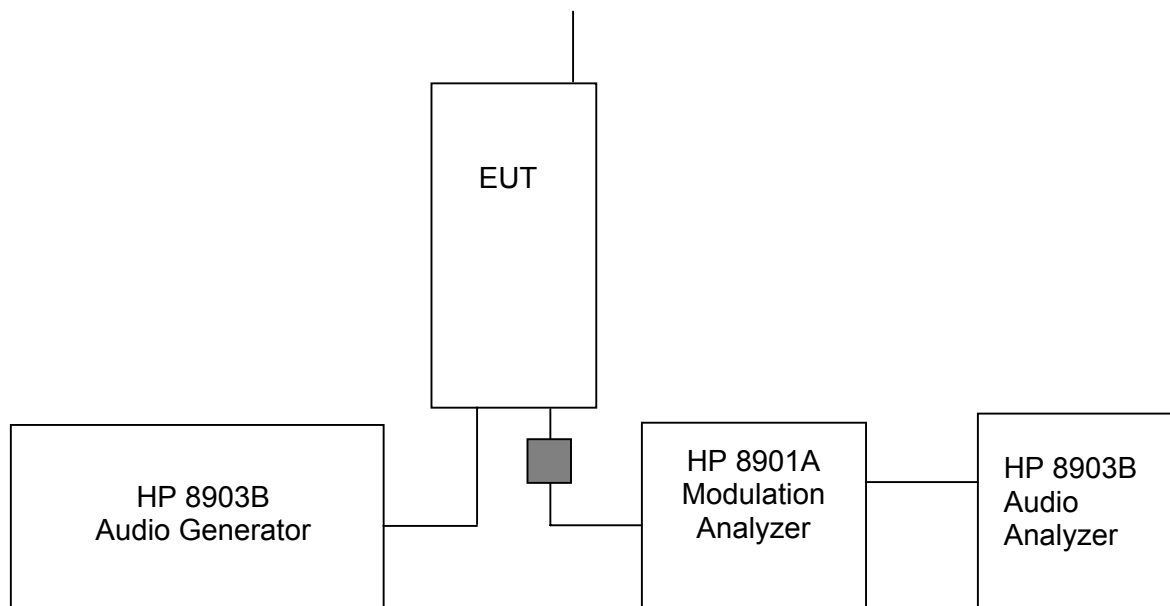 EUT
HP 8903B
Audio Generator
HP 8901A
Modulation
Analyzer
HP 8903B
Audio
Analyzer